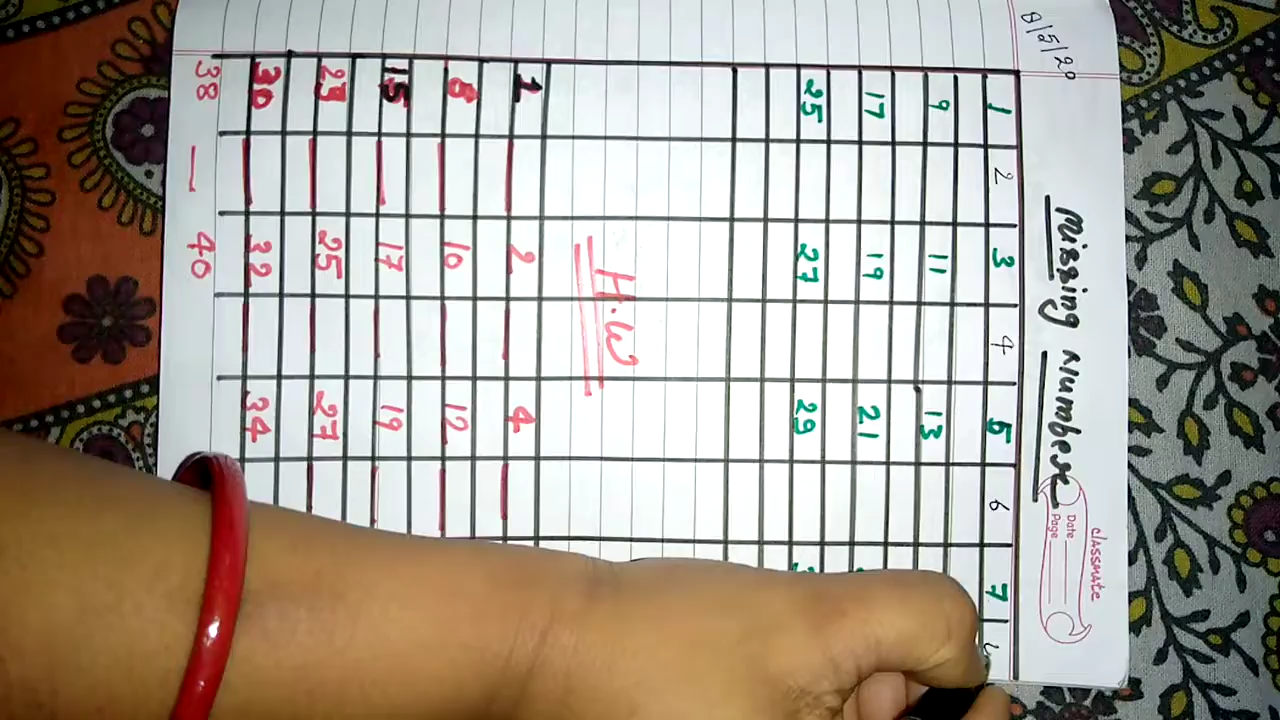 8/5/20
Missing Numbers
classmate
Date
Page
1 2 3 4 5 6 7
9 11 13
17 19 21
25 27 29
H.W
1 — 2 — 4 —
8 — 10 — 12 —
15 — 17 — 19 —
23 — 25 — 27 —
30 — 32 — 34
38 — 40